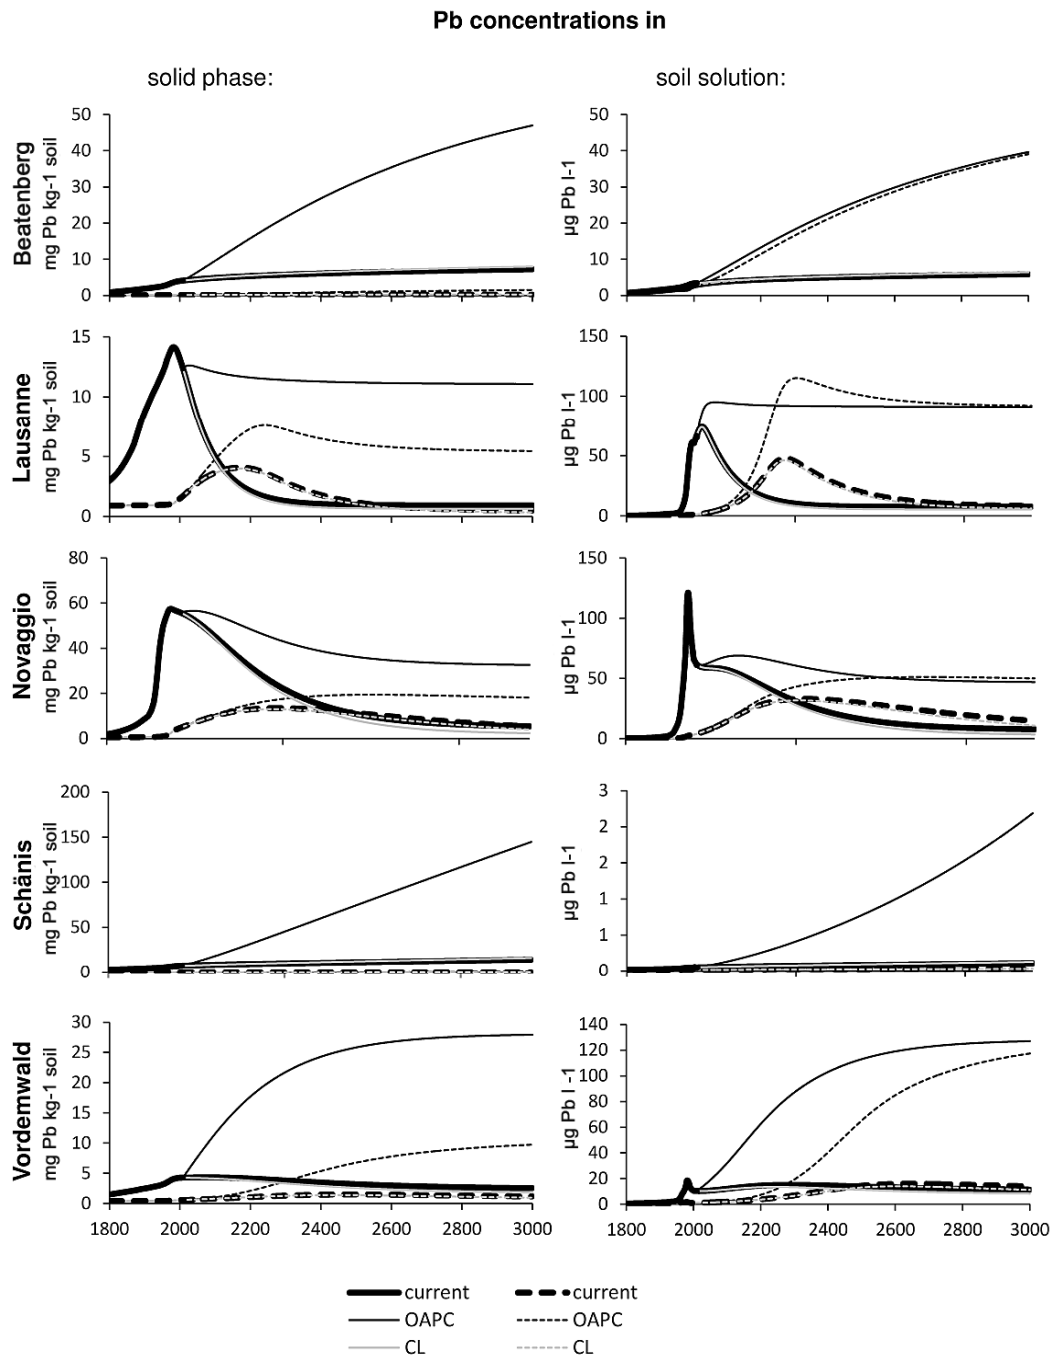 Pb concentrations in
solid phase:
soil solution:
Beatenberg
mg Pb kg-1 soil
50
40
30
20
10
0
µg Pb l-1
50
40
30
20
10
0
Lausanne
mg Pb kg-1 soil
15
10
5
0
µg Pb l-1
150
100
50
0
Novaggio
mg Pb kg-1 soil
80
60
40
20
0
µg Pb l-1
150
100
50
0
Schänis
mg Pb kg-1 soil
200
150
100
50
0
µg Pb l-1
3
2
2
1
1
0
Vordemwald
mg Pb kg-1 soil
30
25
20
15
10
5
0
1800 2000 2200 2400 2600 2800 3000
µg Pb l -1
140
120
100
80
60
40
20
0
1800 2000 2200 2400 2600 2800 3000
current current
OAPC OAPC
CL CL